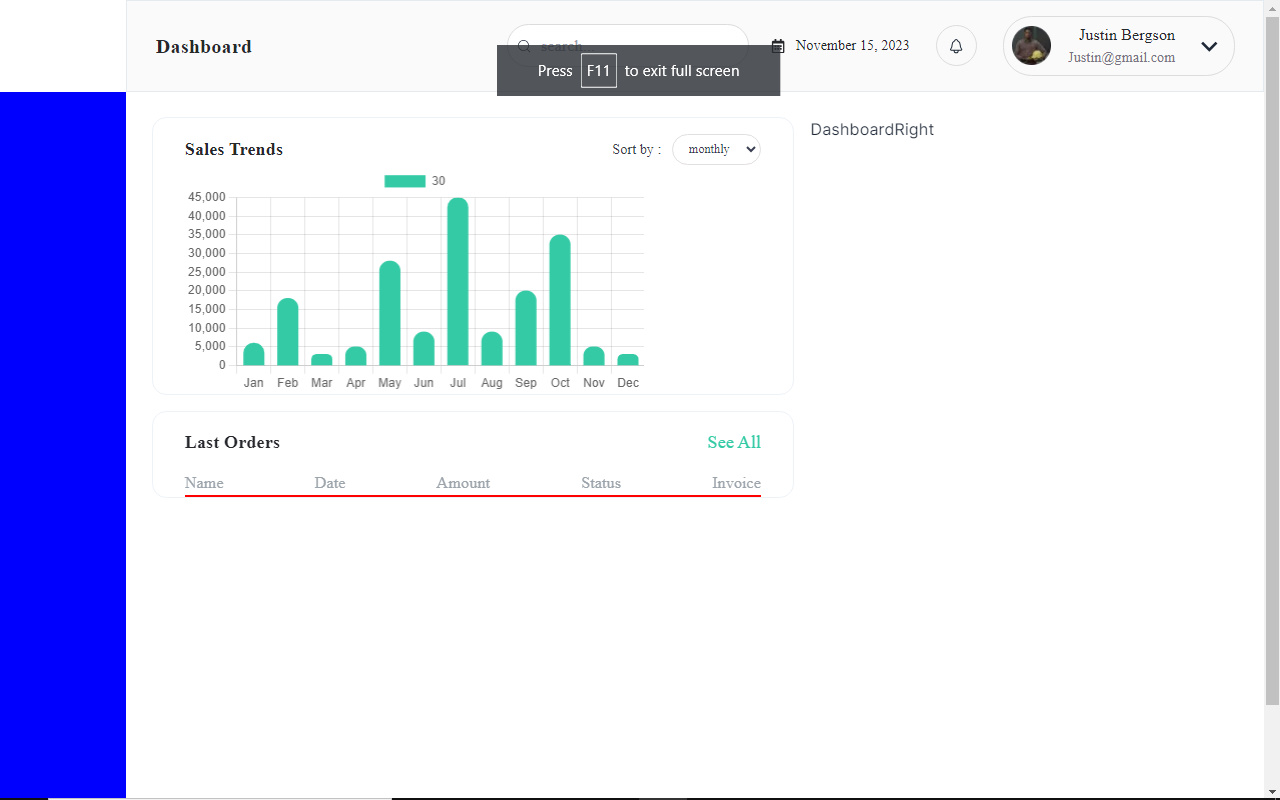 Dashboard
search...
November 15, 2023
Justin Bergson
Justin@gmail.com
Press F11 to exit full screen
Sales Trends
Sort by :
monthly
DashboardRight
30
45,000
40,000
35,000
30,000
25,000
20,000
15,000
10,000
5,000
0
Jan Feb Mar Apr May Jun Jul Aug Sep Oct Nov Dec
Last Orders
See All
Name Date Amount Status Invoice